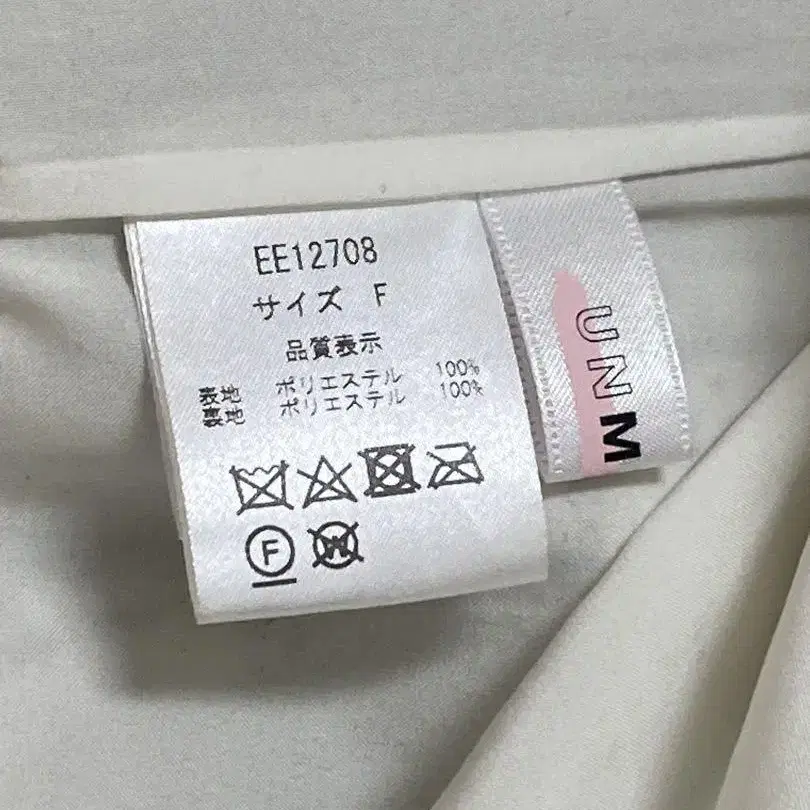 EE12708
サイズ F
品質表示
表地 ポリエステル 100%
裏地 ポリエステル 100%
F
W
UNM